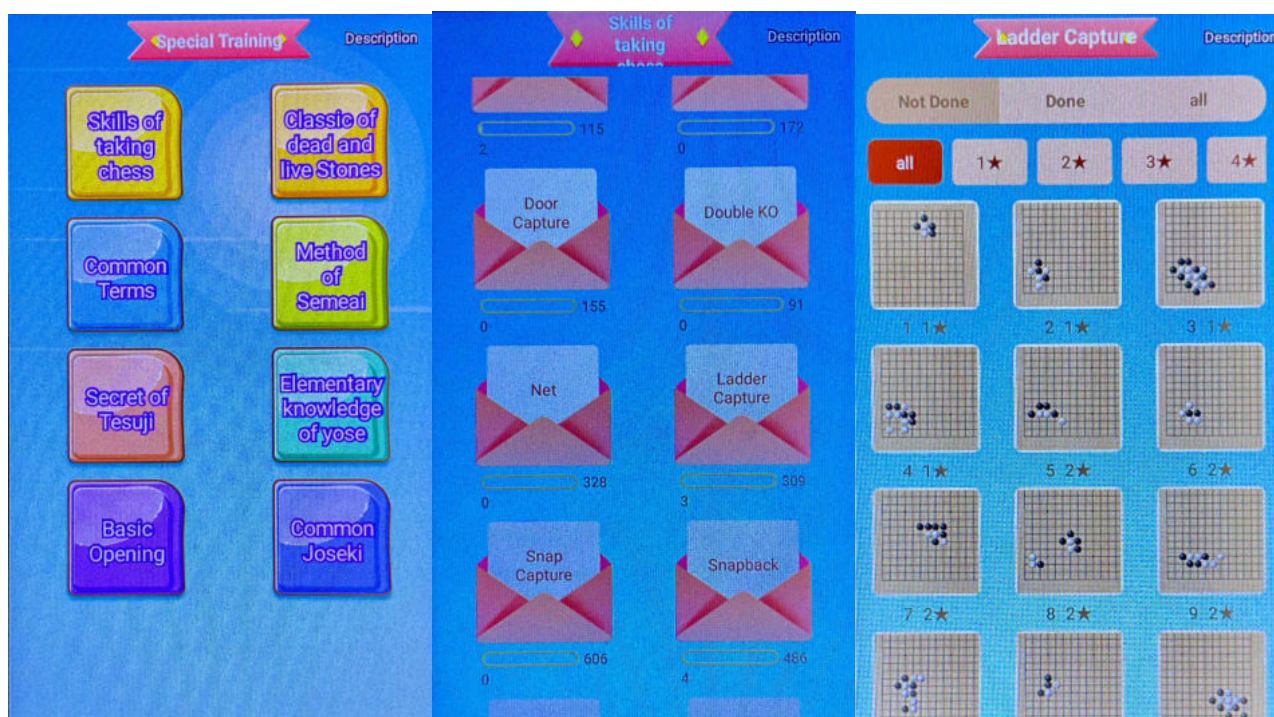 Special Training
Description
Skills of
taking
chess
Classic of
dead and
live Stones
Common
Terms
Method
of
Semeai
Secret of
Tesuji
Elementary
knowledge
of yose
Basic
Opening
Common
Joseki
Skills of
taking
chess
Description
115
2
172
0
Door
Capture
155
0
Double KO
91
0
Net
328
0
Ladder
Capture
309
3
Snap
Capture
606
0
Snapback
486
4
Ladder Capture
Description
Not Done
Done
all
all
1★
2★
3★
4★
1 1★
2 1★
3 1★
4 1★
5 2★
6 2★
7 2★
8 2★
9 2★